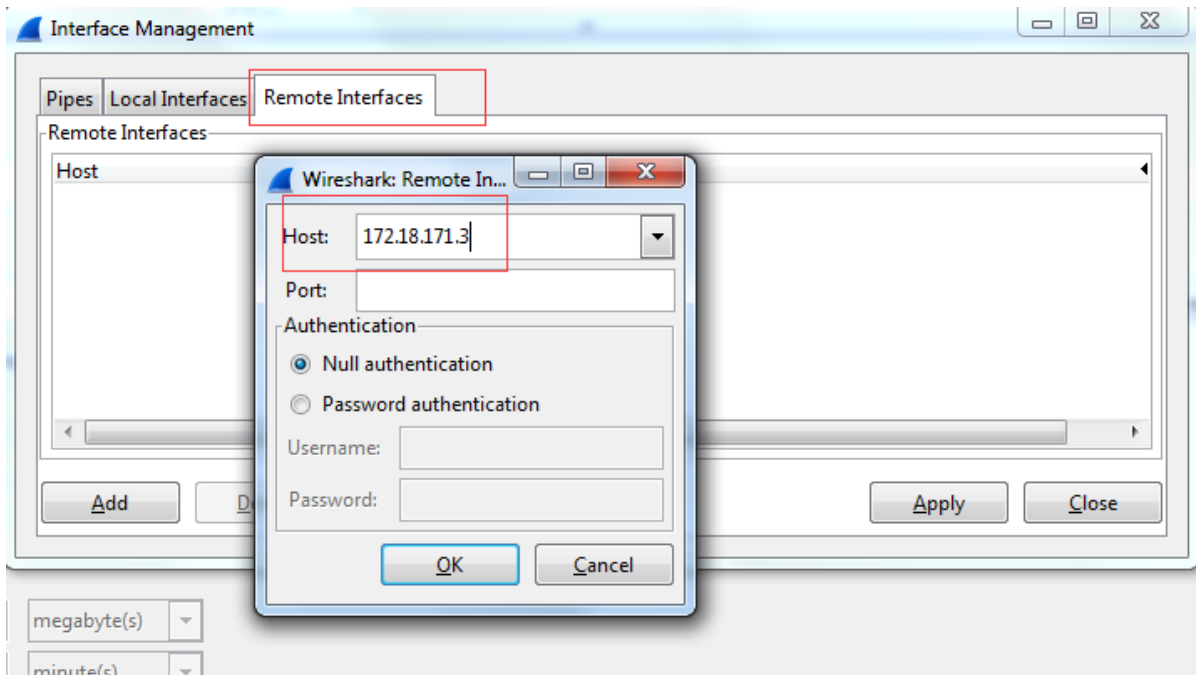 Interface Management
Pipes Local Interfaces Remote Interfaces
Remote Interfaces
Host
Wireshark: Remote In...
Host: 172.18.171.3
Port:
Authentication
Null authentication
Password authentication
Username:
Password:
Add
Apply
Close
OK
Cancel
megabyte(s)
minute(s)